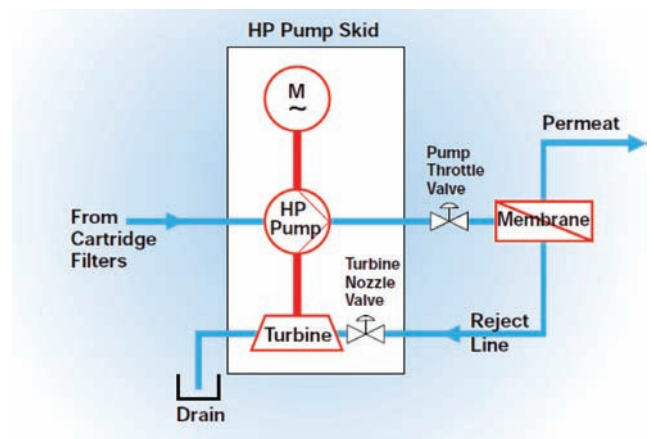 HP Pump Skid
M
~
Permeat
Pump
Throttle
Valve
From
Cartridge
Filters
HP
Pump
Membrane
Turbine
Nozzle
Valve
Turbine
Reject
Line
Drain